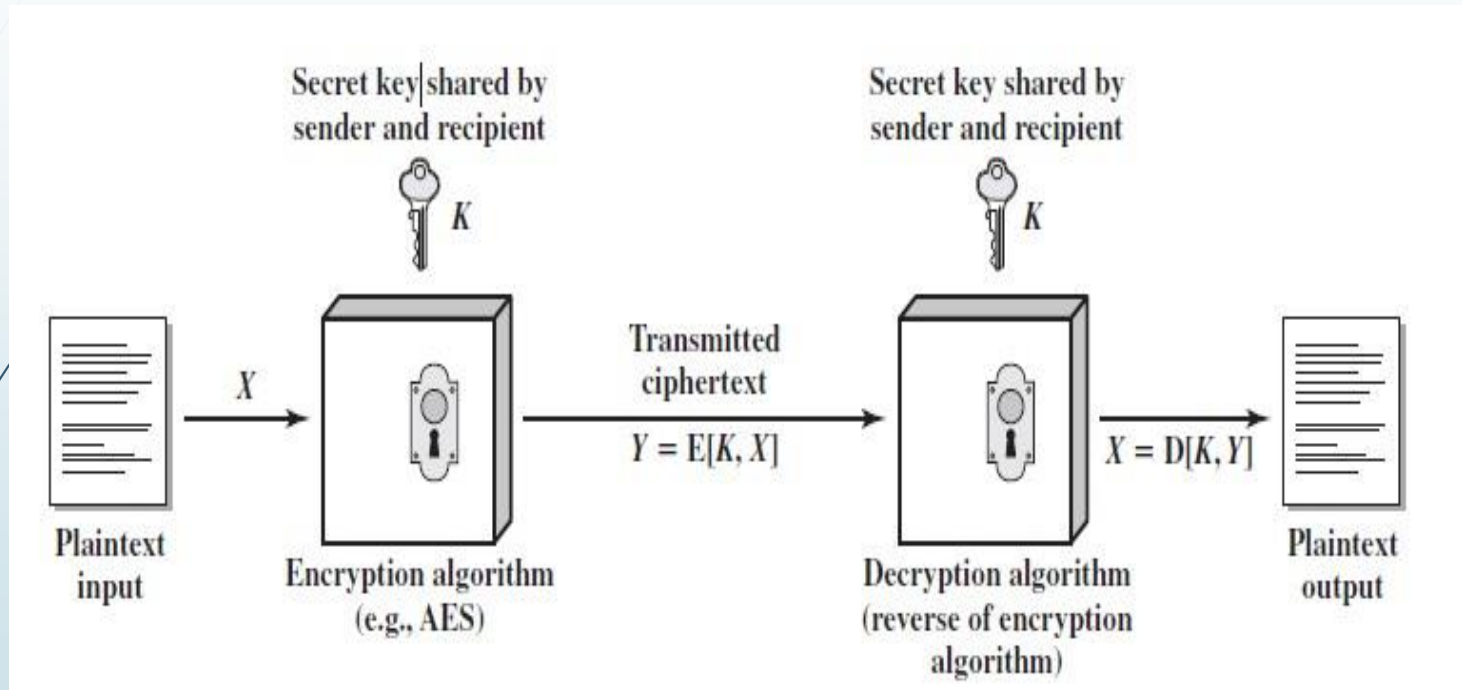 Secret key shared by
sender and recipient
K
Secret key shared by
sender and recipient
K
X
Transmitted
ciphertext
Y = E[K, X]
X = D[K, Y]
Plaintext
input
Encryption algorithm
(e.g., AES)
Decryption algorithm
(reverse of encryption
algorithm)
Plaintext
output